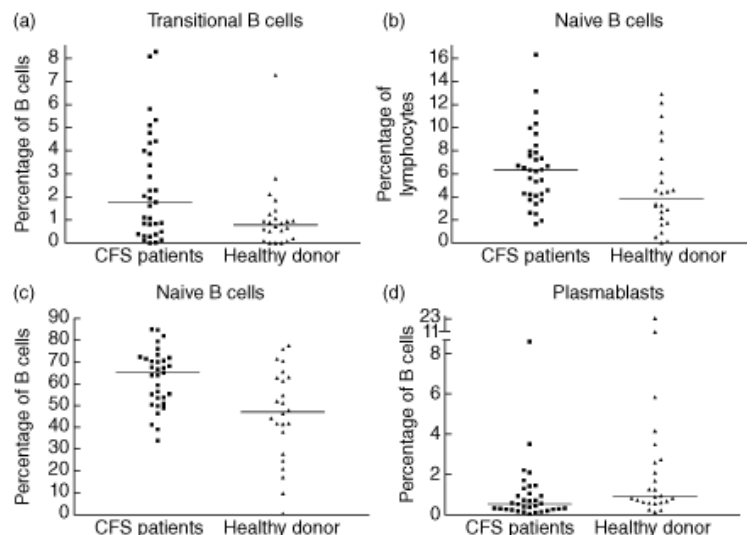 (a) Transitional B cells
Percentage of B cells
8
7
6
5
4
3
2
1
0
CFS patients Healthy donor
(b) Naive B cells
Percentage of
lymphocytes
16
14
12
10
8
6
4
2
0
CFS patients Healthy donor
(c) Naive B cells
Percentage of B cells
90
80
70
60
50
40
30
20
10
0
CFS patients Healthy donor
(d) Plasmablasts
Percentage of B cells
23
11
8
6
4
2
0
CFS patients Healthy donor